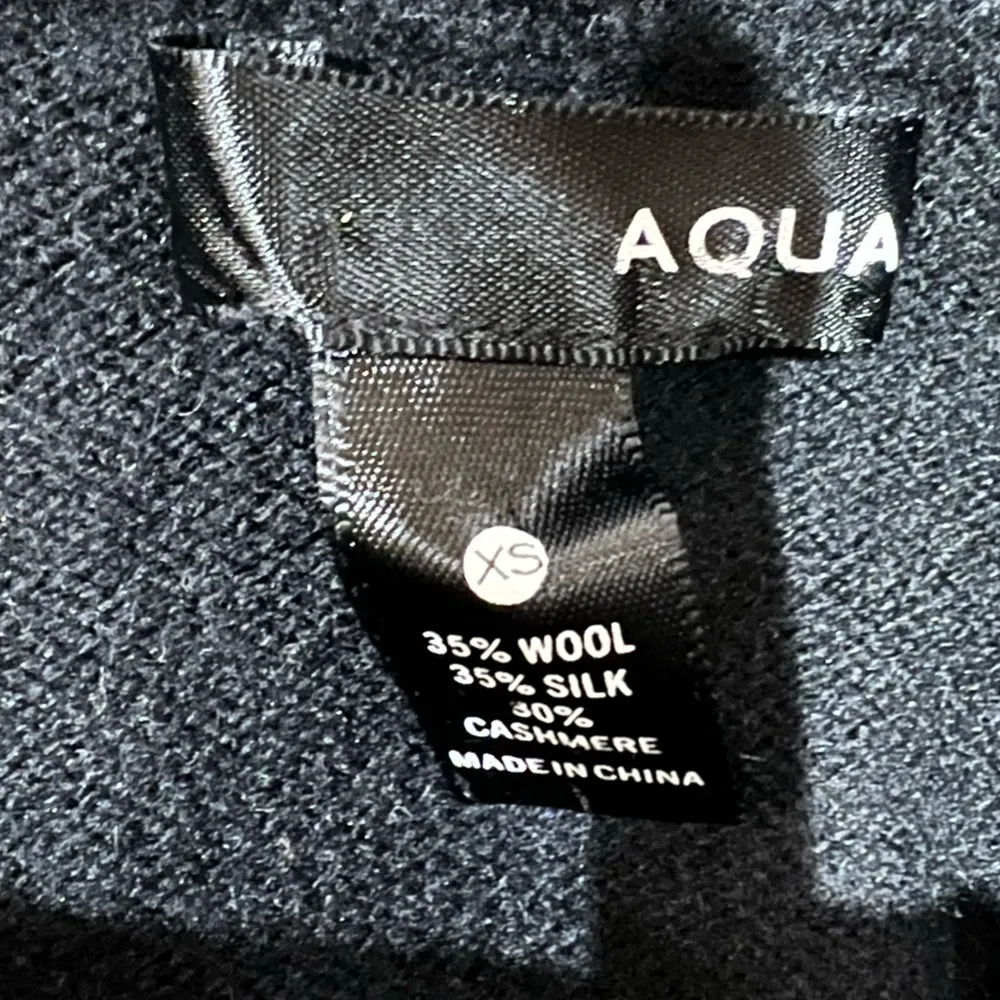 AQUA
XS
35% WOOL
35% SILK
30%
CASHMERE
MADE IN CHINA